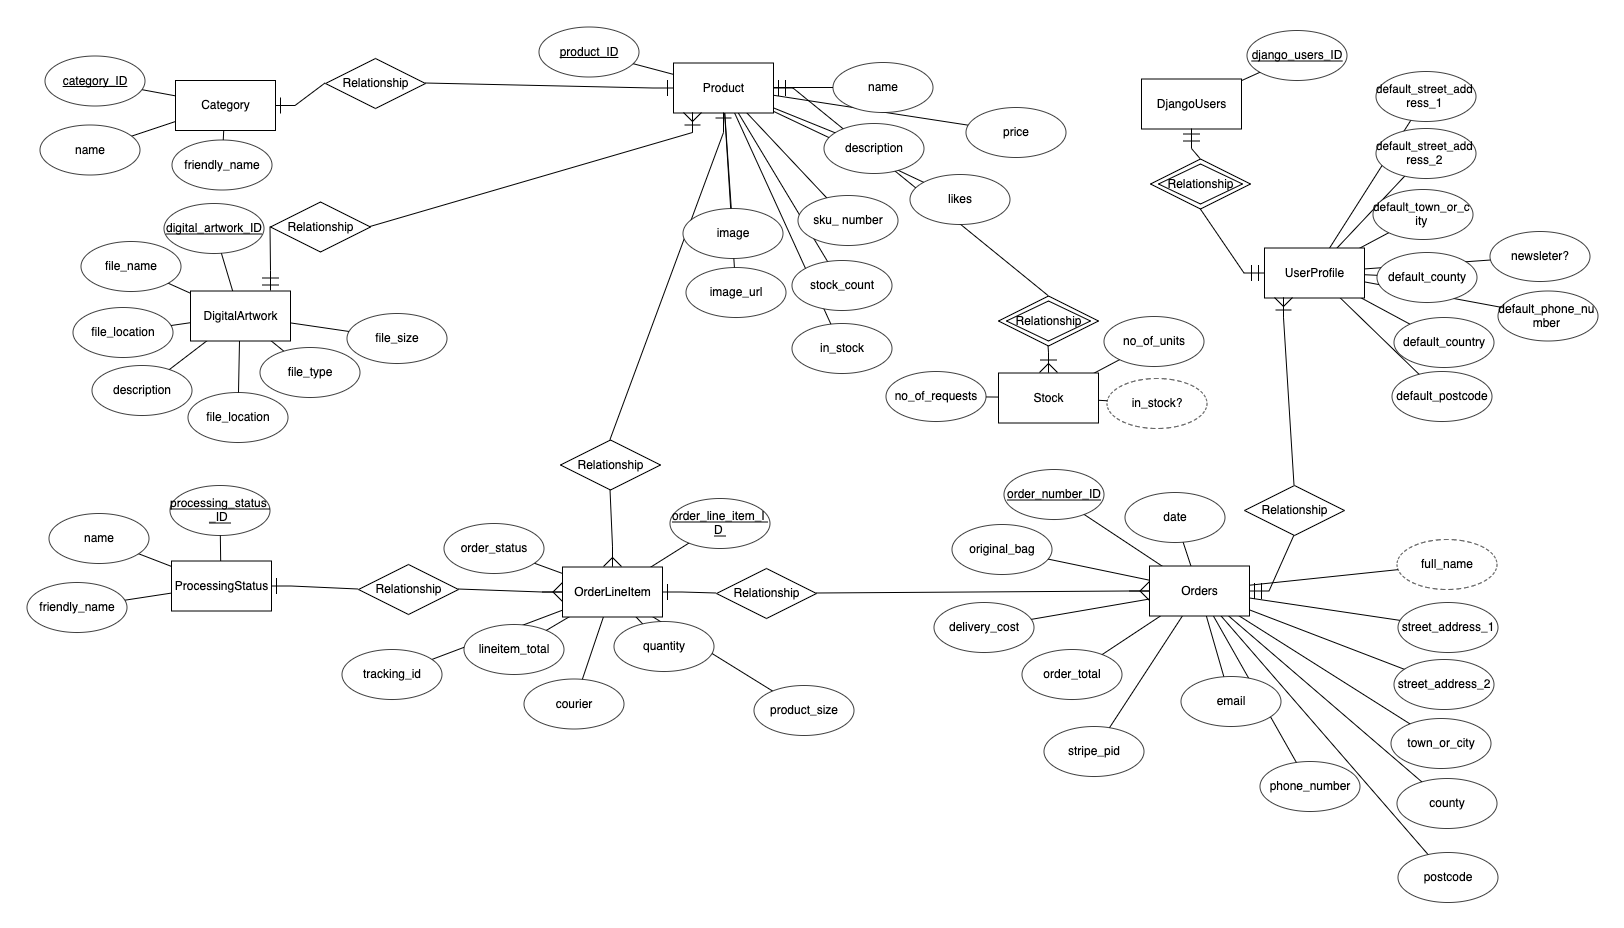 product_ID
django_users_ID
category_ID
Category
name
friendly_name
Relationship
Product
name
price
description
likes
sku_ number
image
image_url
stock_count
in_stock
DjangoUsers
Relationship
default_street_add
ress_1
default_street_add
ress_2
default_town_or_c
ity
UserProfile
newsleter?
default_county
default_phone_nu
mber
default_country
default_postcode
Relationship
digital_artwork_ID
file_name
file_location
DigitalArtwork
file_size
description
file_type
file_location
Relationship
no_of_units
no_of_requests
Stock
in_stock?
Relationship
processing_status
_ID
name
friendly_name
ProcessingStatus
Relationship
order_status
order_line_item_I
D
OrderLineItem
Relationship
tracking_id
lineitem_total
quantity
courier
product_size
order_number_ID
date
Relationship
original_bag
full_name
Orders
delivery_cost
street_address_1
order_total
street_address_2
email
stripe_pid
town_or_city
phone_number
county
postcode